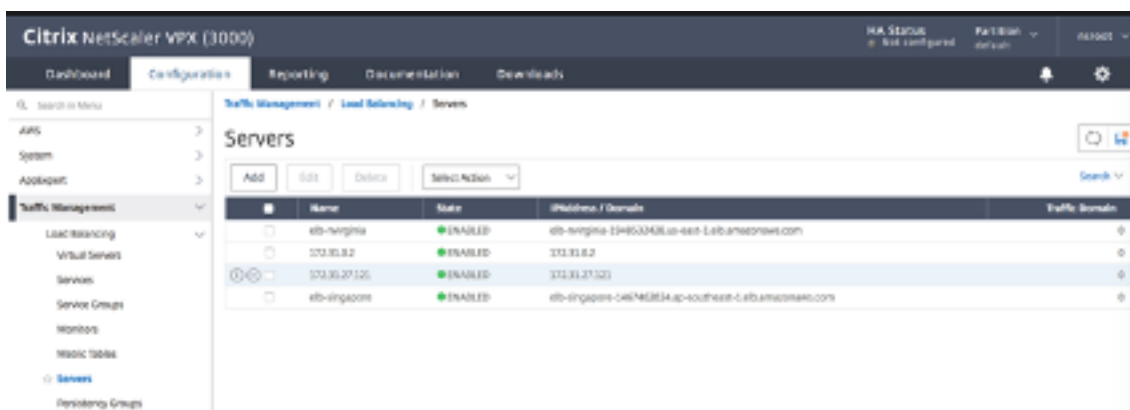 Citrix NetScaler VPX (3000)
HA Status
Not configured
Partition
default
nsroot
Dashboard
Configuration
Reporting
Documentation
Downloads
Search in Menu
Traffic Management / Load Balancing / Servers
AWS
System
AppExpert
Traffic Management
Load Balancing
Virtual Servers
Services
Service Groups
Monitors
Metric Tables
Servers
Persistency Groups
Servers
Add
Edit
Delete
Select Action
Search
Name
State
IPAddress / Domain
Traffic Domain
elb-nvirginia
ENABLED
0
172.31.8.2
ENABLED
172.31.8.2
0
172.31.27.121
ENABLED
172.31.27.121
0
elb-singapore
ENABLED
0